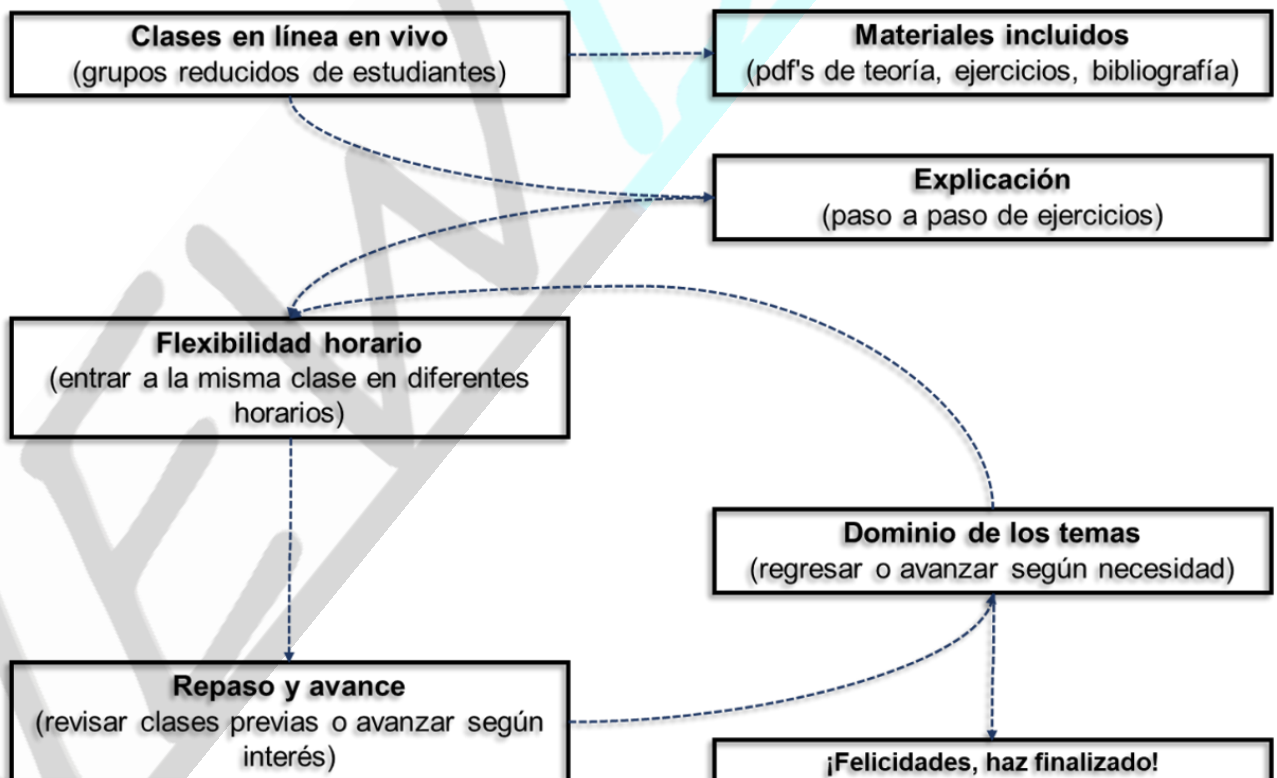 Clases en línea en vivo
(grupos reducidos de estudiantes)
Materiales incluidos
(pdf's de teoría, ejercicios, bibliografía)
Explicación
(paso a paso de ejercicios)
Flexibilidad horario
(entrar a la misma clase en diferentes
horarios)
Dominio de los temas
(regresar o avanzar según necesidad)
Repaso y avance
(revisar clases previas o avanzar según
interés)
¡Felicidades, haz finalizado!